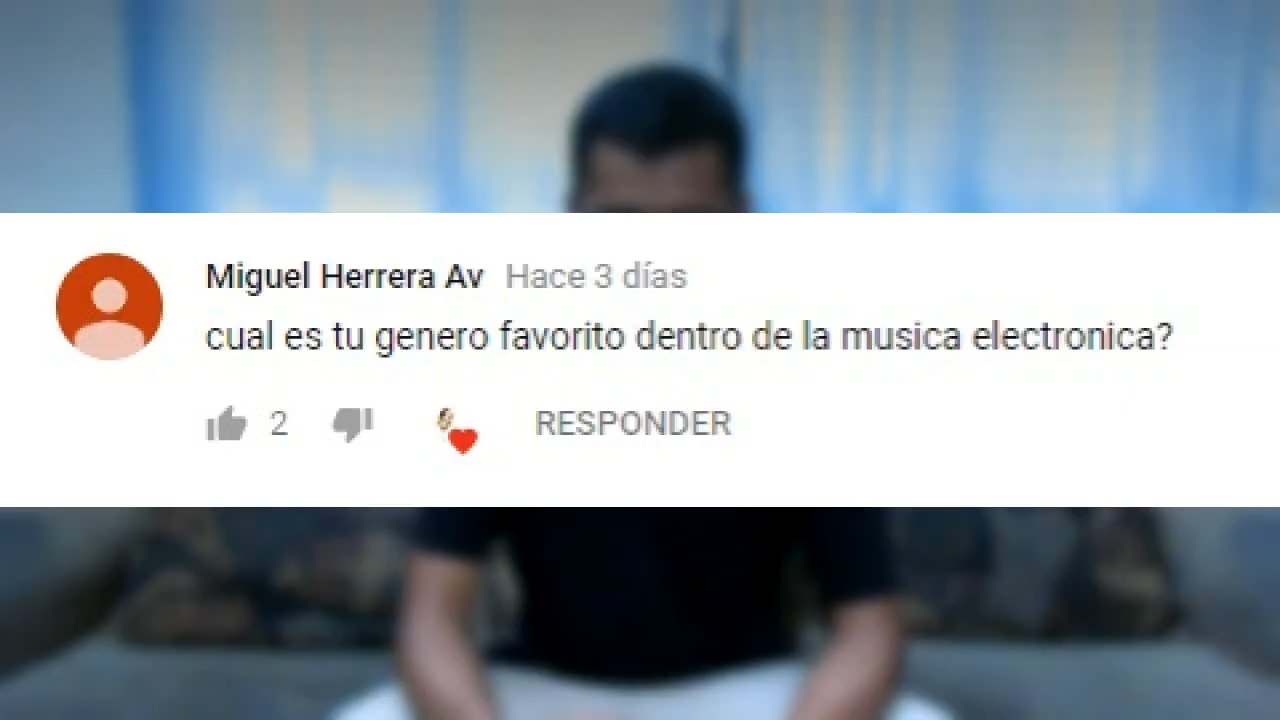 Miguel Herrera Av Hace 3 días
cual es tu genero favorito dentro de la musica electronica?
2 RESPONDER